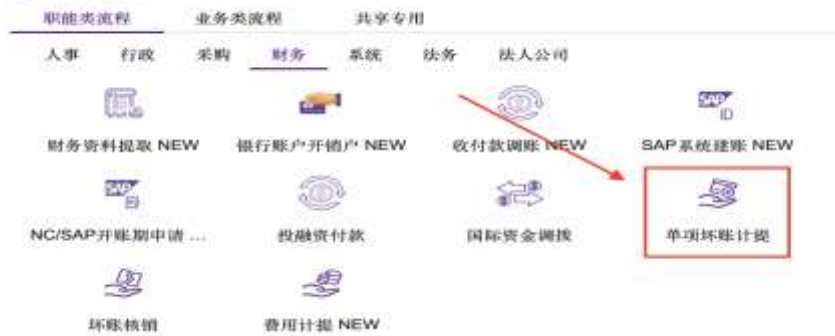 职能类流程 业务类流程 共享专用
人事 行政 采购 财务 系统 法务 法人公司
SAP ID
财务资料提取 NEW 银行账户开销户 NEW 收付款调账 NEW SAP系统建账 NEW
SAP
NC/SAP开账期申请 ... 投融资付款 国际资金调拨 单项坏账计提
坏账核销 费用计提 NEW